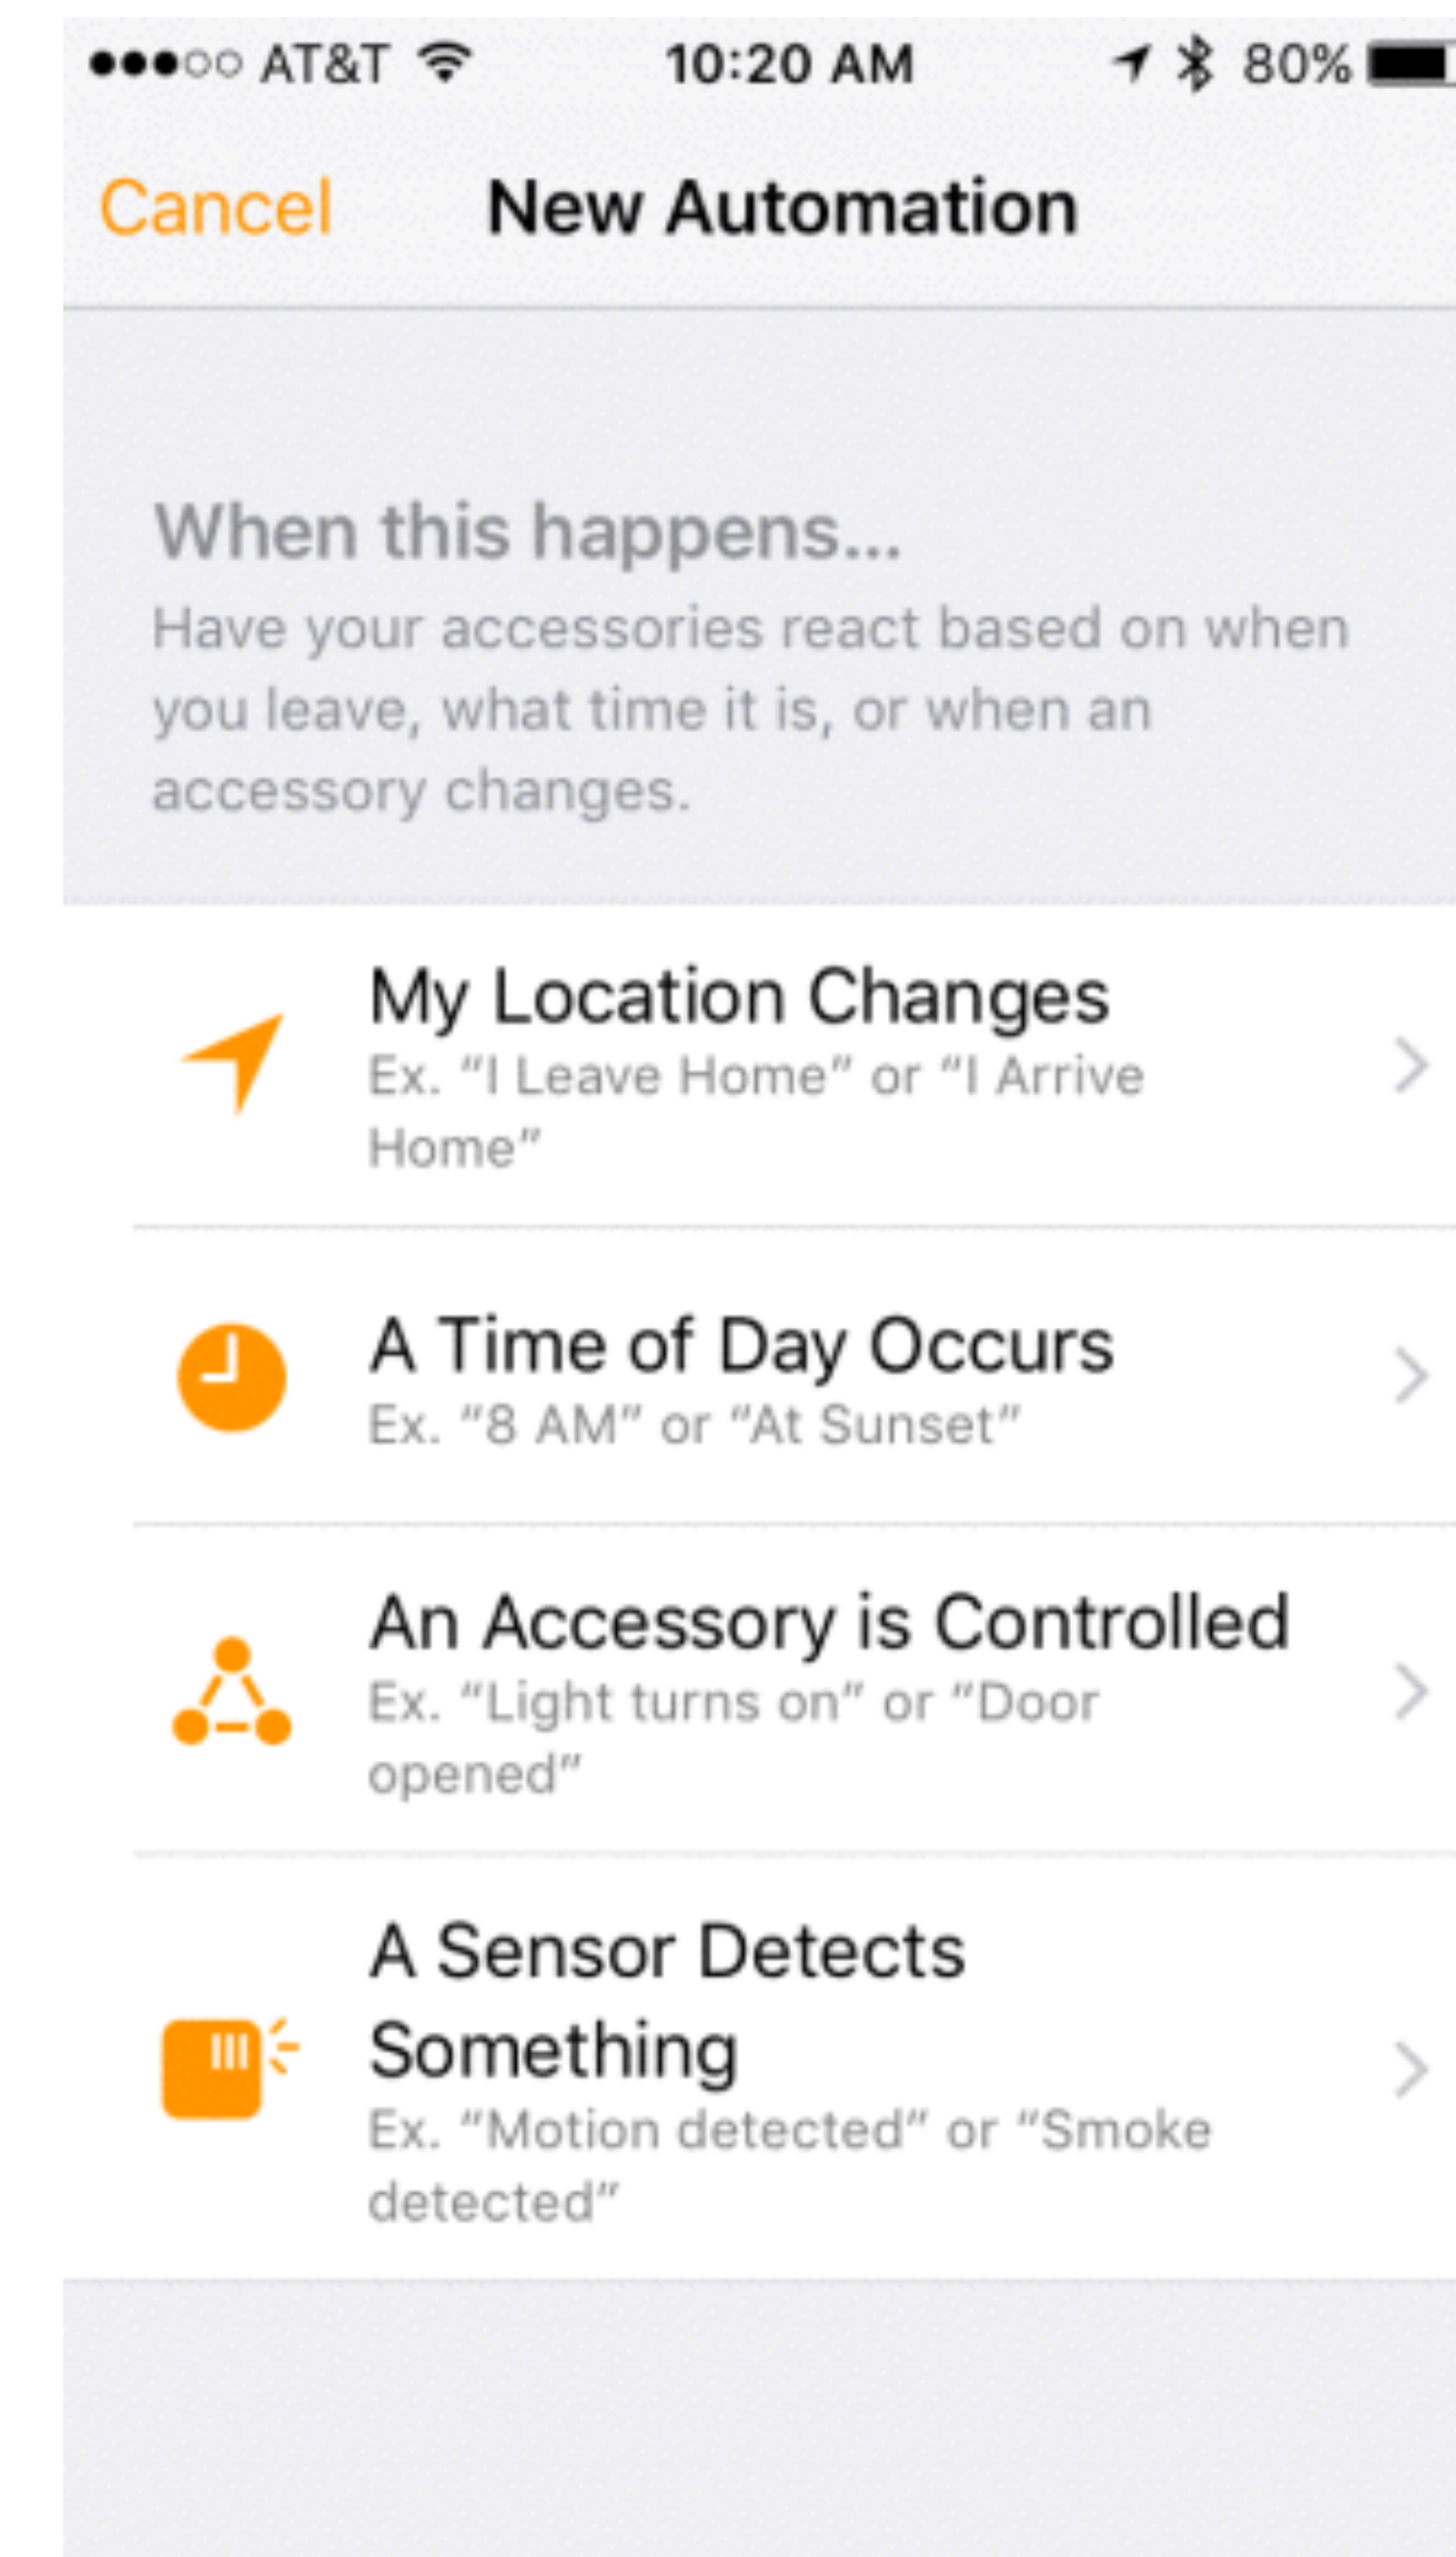 AT&T 10:20 AM 80%
Cancel New Automation
When this happens...
Have your accessories react based on when
you leave, what time it is, or when an
accessory changes.
My Location Changes
Ex. “I Leave Home” or “I Arrive
Home”
A Time of Day Occurs
Ex. “8 AM” or “At Sunset”
An Accessory is Controlled
Ex. “Light turns on” or “Door
opened”
A Sensor Detects
Something
Ex. “Motion detected” or “Smoke
detected”